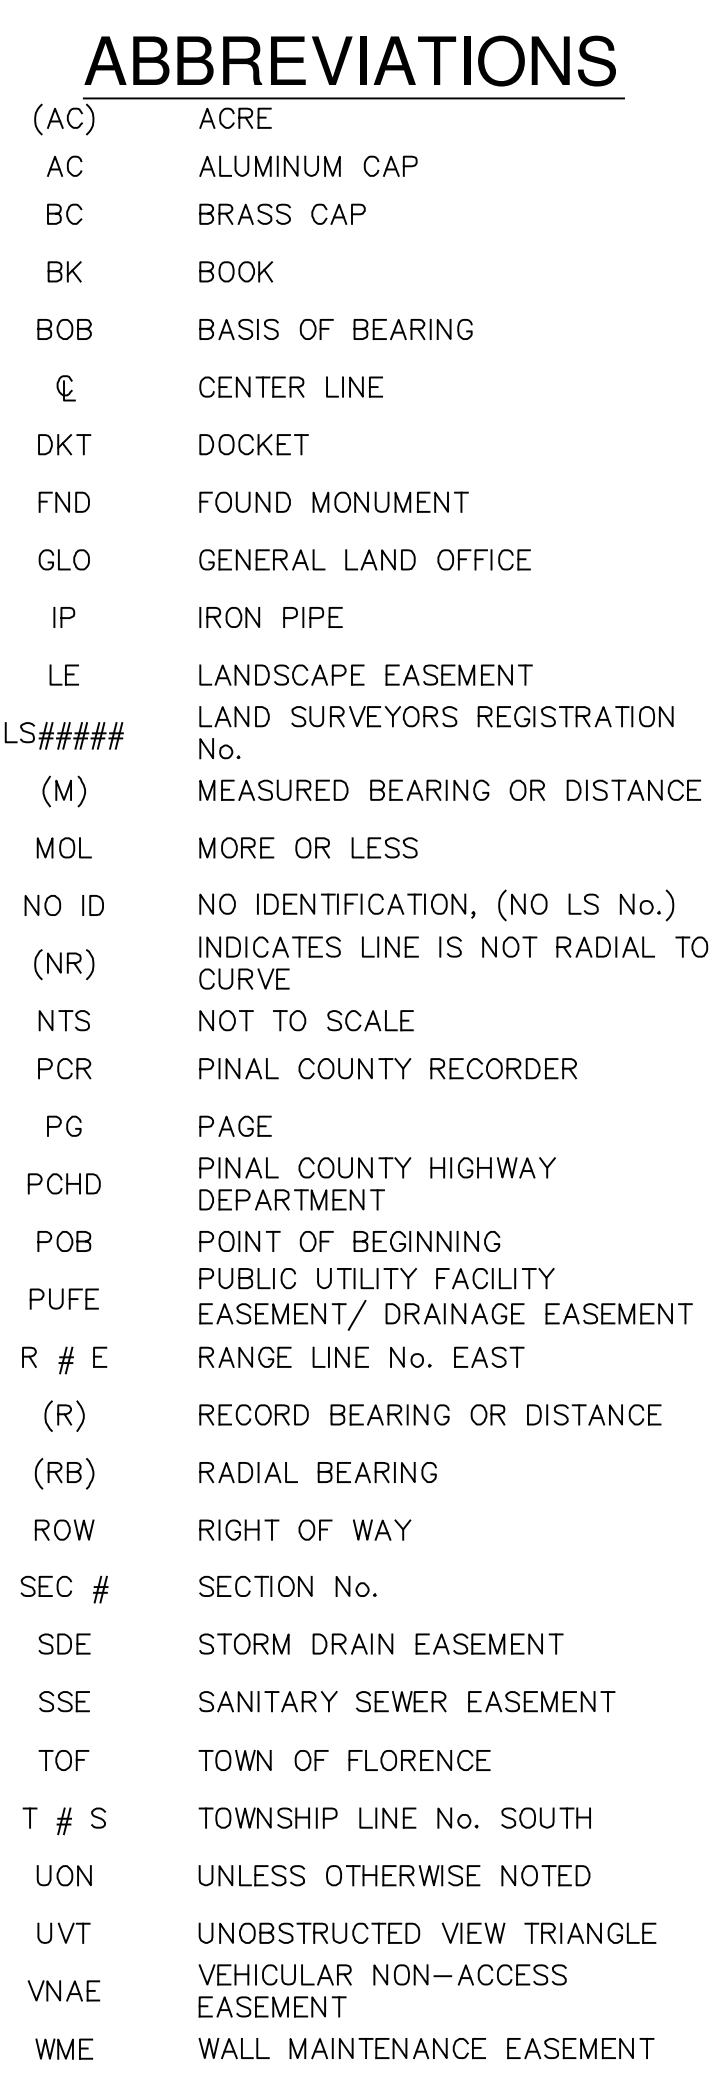 ABBREVIATIONS
(AC) ACRE
AC ALUMINUM CAP
BC BRASS CAP
BK BOOK
BOB BASIS OF BEARING
℄ CENTER LINE
DKT DOCKET
FND FOUND MONUMENT
GLO GENERAL LAND OFFICE
IP IRON PIPE
LE LANDSCAPE EASEMENT
LS##### LAND SURVEYORS REGISTRATION
No.
(M) MEASURED BEARING OR DISTANCE
MOL MORE OR LESS
NO ID NO IDENTIFICATION, (NO LS No.)
(NR) INDICATES LINE IS NOT RADIAL TO
CURVE
NTS NOT TO SCALE
PCR PINAL COUNTY RECORDER
PG PAGE
PCHD PINAL COUNTY HIGHWAY
DEPARTMENT
POB POINT OF BEGINNING
PUFE PUBLIC UTILITY FACILITY
EASEMENT/ DRAINAGE EASEMENT
R # E RANGE LINE No. EAST
(R) RECORD BEARING OR DISTANCE
(RB) RADIAL BEARING
ROW RIGHT OF WAY
SEC # SECTION No.
SDE STORM DRAIN EASEMENT
SSE SANITARY SEWER EASEMENT
TOF TOWN OF FLORENCE
T # S TOWNSHIP LINE No. SOUTH
UON UNLESS OTHERWISE NOTED
UVT UNOBSTRUCTED VIEW TRIANGLE
VNAE VEHICULAR NON-ACCESS
EASEMENT
WME WALL MAINTENANCE EASEMENT